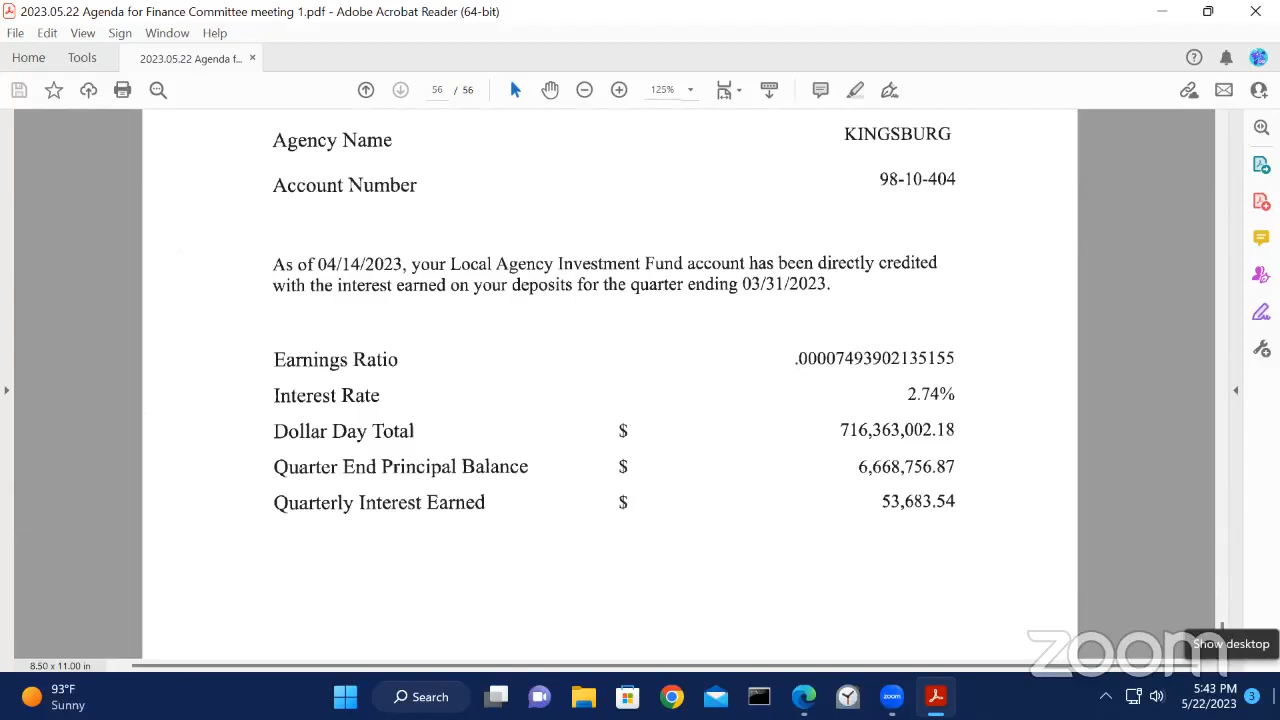 2023.05.22 Agenda for Finance Committee meeting 1.pdf - Adobe Acrobat Reader (64-bit)
File Edit View Sign Window Help
Home Tools 2023.05.22 Agenda f... ×
56 / 56 125%
Agency Name KINGSBURG
Account Number 98-10-404
As of 04/14/2023, your Local Agency Investment Fund account has been directly credited
with the interest earned on your deposits for the quarter ending 03/31/2023.
Earnings Ratio .00007493902135155
Interest Rate 2.74%
Dollar Day Total $ 716,363,002.18
Quarter End Principal Balance $ 6,668,756.87
Quarterly Interest Earned $ 53,683.54
zoom
Show desktop
8.50 x 11.00 in
93°F
Sunny
Search
zoom
5:43 PM
5/22/2023
3